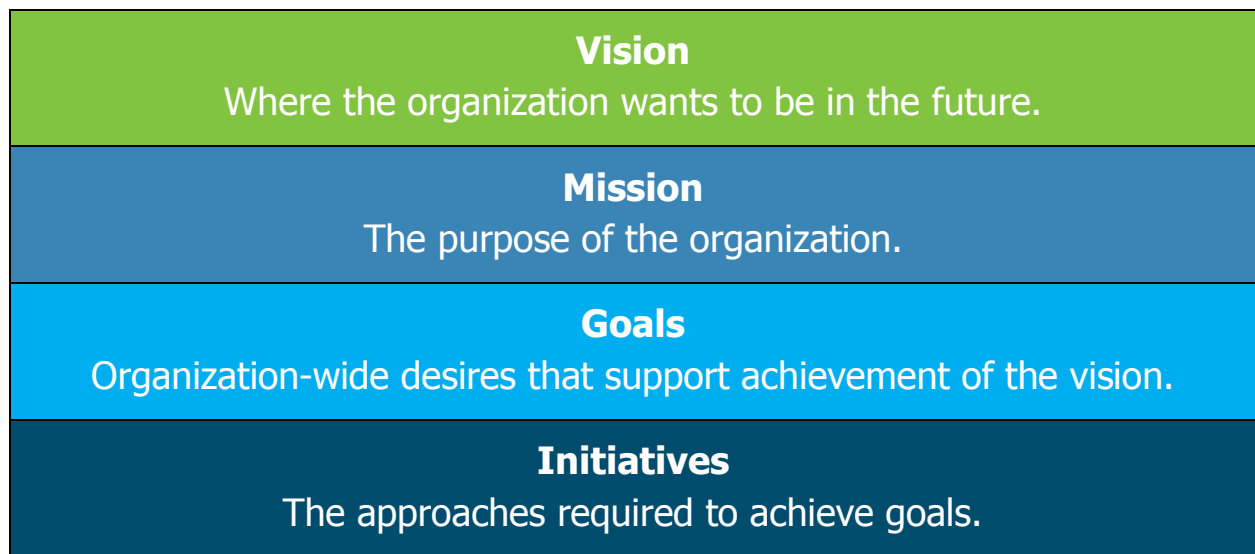 Vision
Where the organization wants to be in the future.
Mission
The purpose of the organization.
Goals
Organization-wide desires that support achievement of the vision.
Initiatives
The approaches required to achieve goals.